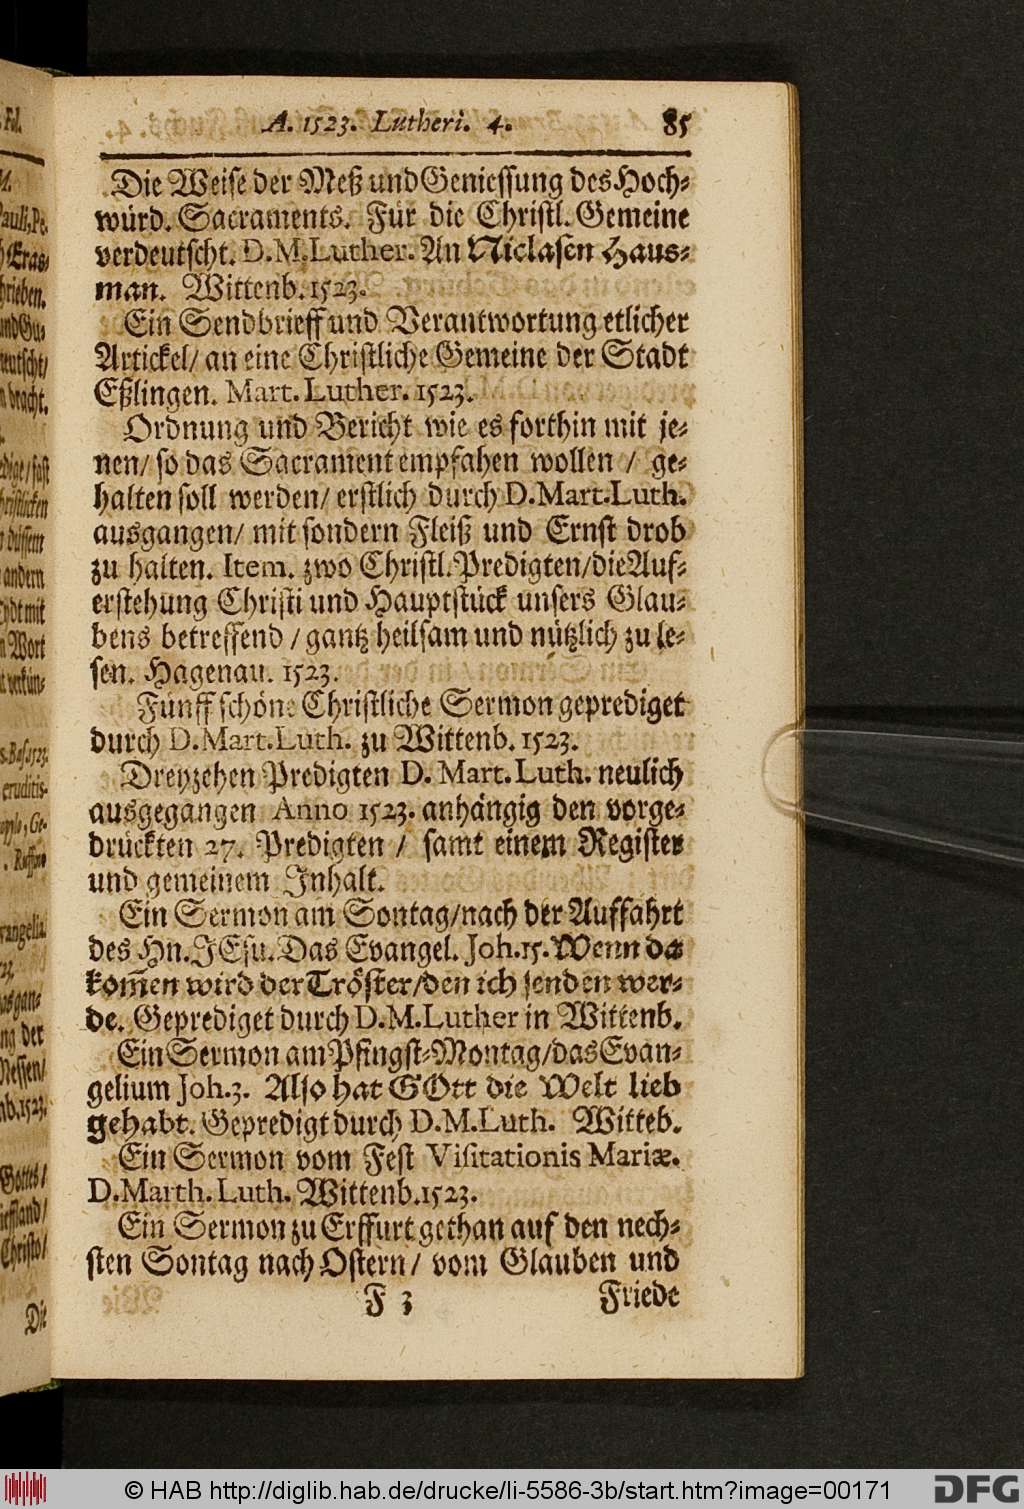 A. 1523. Lutheri. 4. 85
Die Weise der Meß und Geniessung des Hoch-
würd. Sacraments. Für die Christl. Gemeine
verdeutscht. D. M. Luther. An Niclasen Haus-
man. Wittenb. 1523.
Ein Sendbrieff und Verantwortung etlicher
Artickel/ an eine Christliche Gemeine der Stadt
Eßlingen. Mart. Luther. 1523.
Ordnung und Bericht wie es forthin mit je-
nen/ so das Sacrament empfahen wollen / ge-
halten soll werden/ erstlich durch D. Mart. Luth.
ausgangen/ mit sondern Fleiß und Ernst drob
zu halten. Item. zwo Christl. Predigten/ die Auf-
erstehung Christi und Hauptstück unsers Glau-
bens betreffend / gantz heilsam und nützlich zu le-
sen. Hagenau. 1523.
Fünff schöne Christliche Sermon geprediget
durch D. Mart. Luth. zu Wittenb. 1523.
Dreyzehen Predigten D. Mart. Luth. neulich
ausgegangen Anno 1523. anhängig den vorge-
drückten 27. Predigten / samt einem Register
und gemeinem Inhalt.
Ein Sermon am Sontag/ nach der Auffahrt
des Hn. JEsu. Das Evangel. Joh. 15. Wenn da
kom̃en wird der Tröster/ den ich senden wer-
de. Geprediget durch D. M. Luther in Wittenb.
Ein Sermon am Pfingst-Montag/ das Evan-
gelium Joh. 3. Also hat GOtt die Welt lieb
gehabt. Gepredigt durch D. M. Luth. Witteb.
Ein Sermon vom Fest Visitationis Mariæ.
D. Marth. Luth. Wittenb. 1523.
Ein Sermon zu Erffurt gethan auf den nech-
sten Sontag nach Ostern/ vom Glauben und
F 3 Friede
© HAB http://diglib.hab.de/drucke/li-5586-3b/start.htm?image=00171
DFG